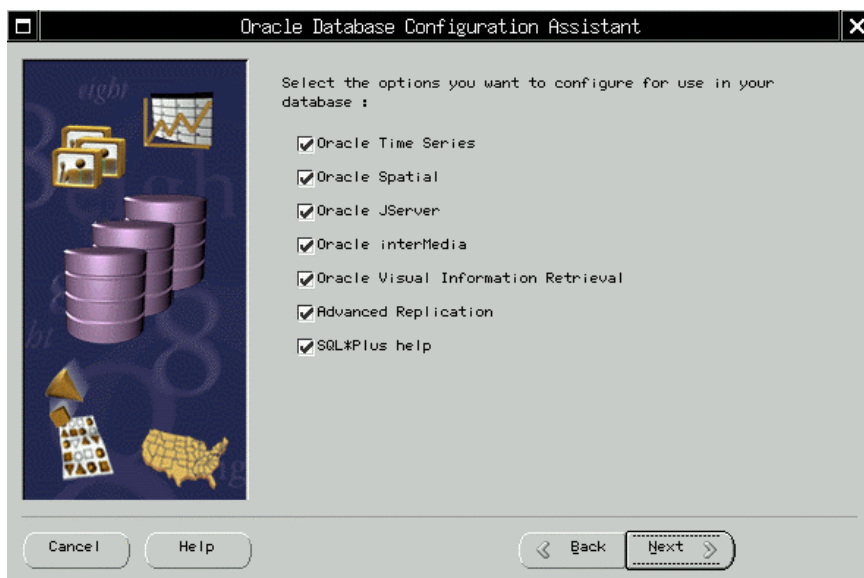 Oracle Database Configuration Assistant
eight
Select the options you want to configure for use in your
database :
Oracle Time Series
Oracle Spatial
Oracle JServer
Oracle interMedia
Oracle Visual Information Retrieval
Advanced Replication
SQL*Plus help
Cancel
Help
Back
Next